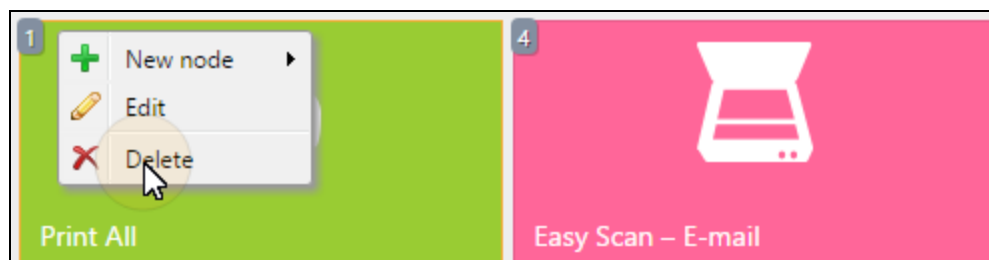 1
New node
Edit
Delete
Print All
4
Easy Scan – E-mail